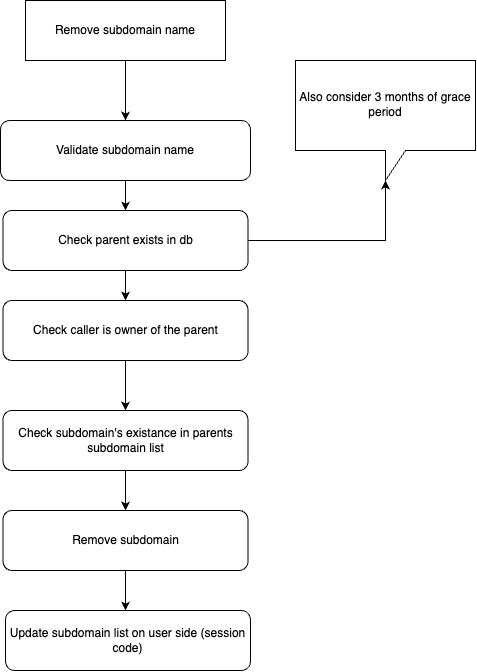 Remove subdomain name
Also consider 3 months of grace
period
Validate subdomain name
Check parent exists in db
Check caller is owner of the parent
Check subdomain's existance in parents
subdomain list
Remove subdomain
Update subdomain list on user side (session
code)